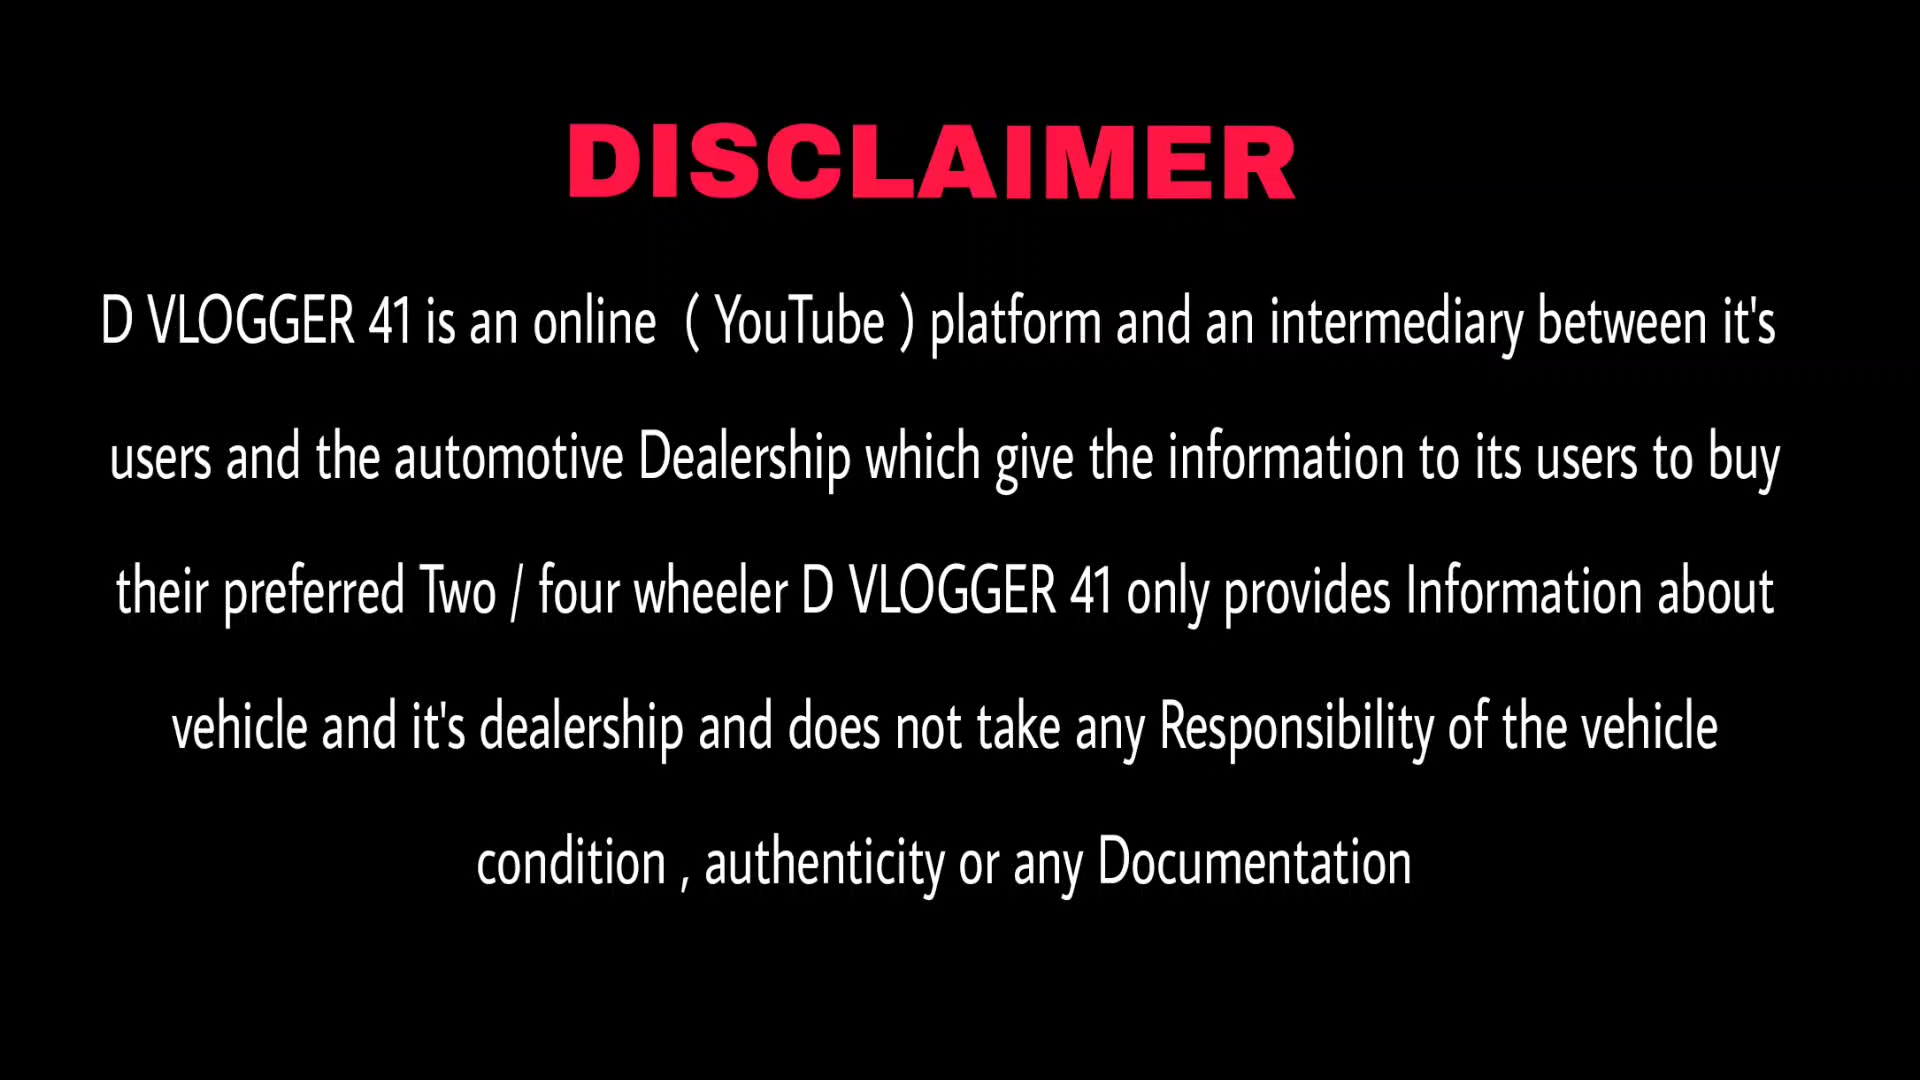 DISCLAIMER
D VLOGGER 41 is an online ( YouTube ) platform and an intermediary between it's
users and the automotive Dealership which give the information to its users to buy
their preferred Two / four wheeler D VLOGGER 41 only provides Information about
vehicle and it's dealership and does not take any Responsibility of the vehicle
condition , authenticity or any Documentation